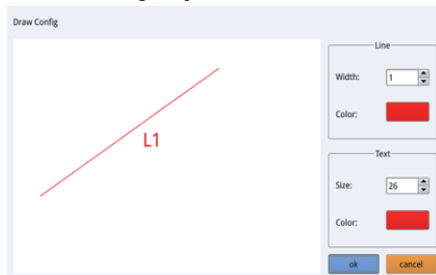 Draw Config
Line
Width: 1
Color:
L1
Text
Size: 26
Color:
ok cancel